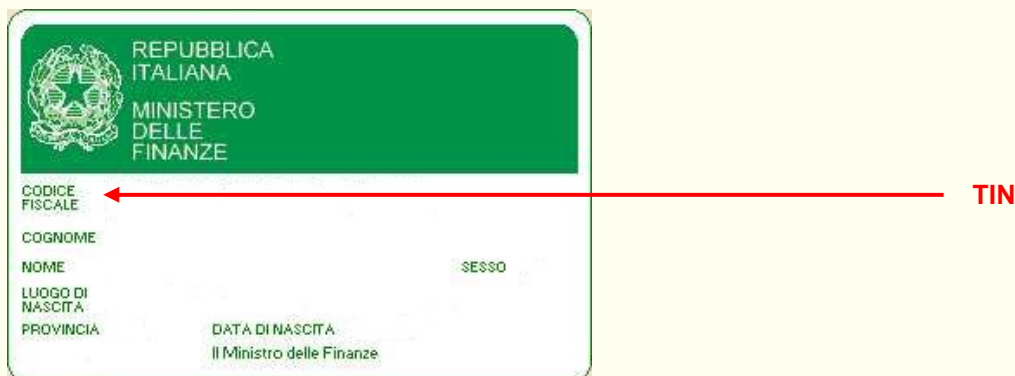 REPUBBLICA
ITALIANA
MINISTERO
DELLE
FINANZE
CODICE
FISCALE
TIN
COGNOME
NOME SESSO
LUOGO DI
NASCITA
PROVINCIA DATA DI NASCITA
Il Ministro delle Finanze